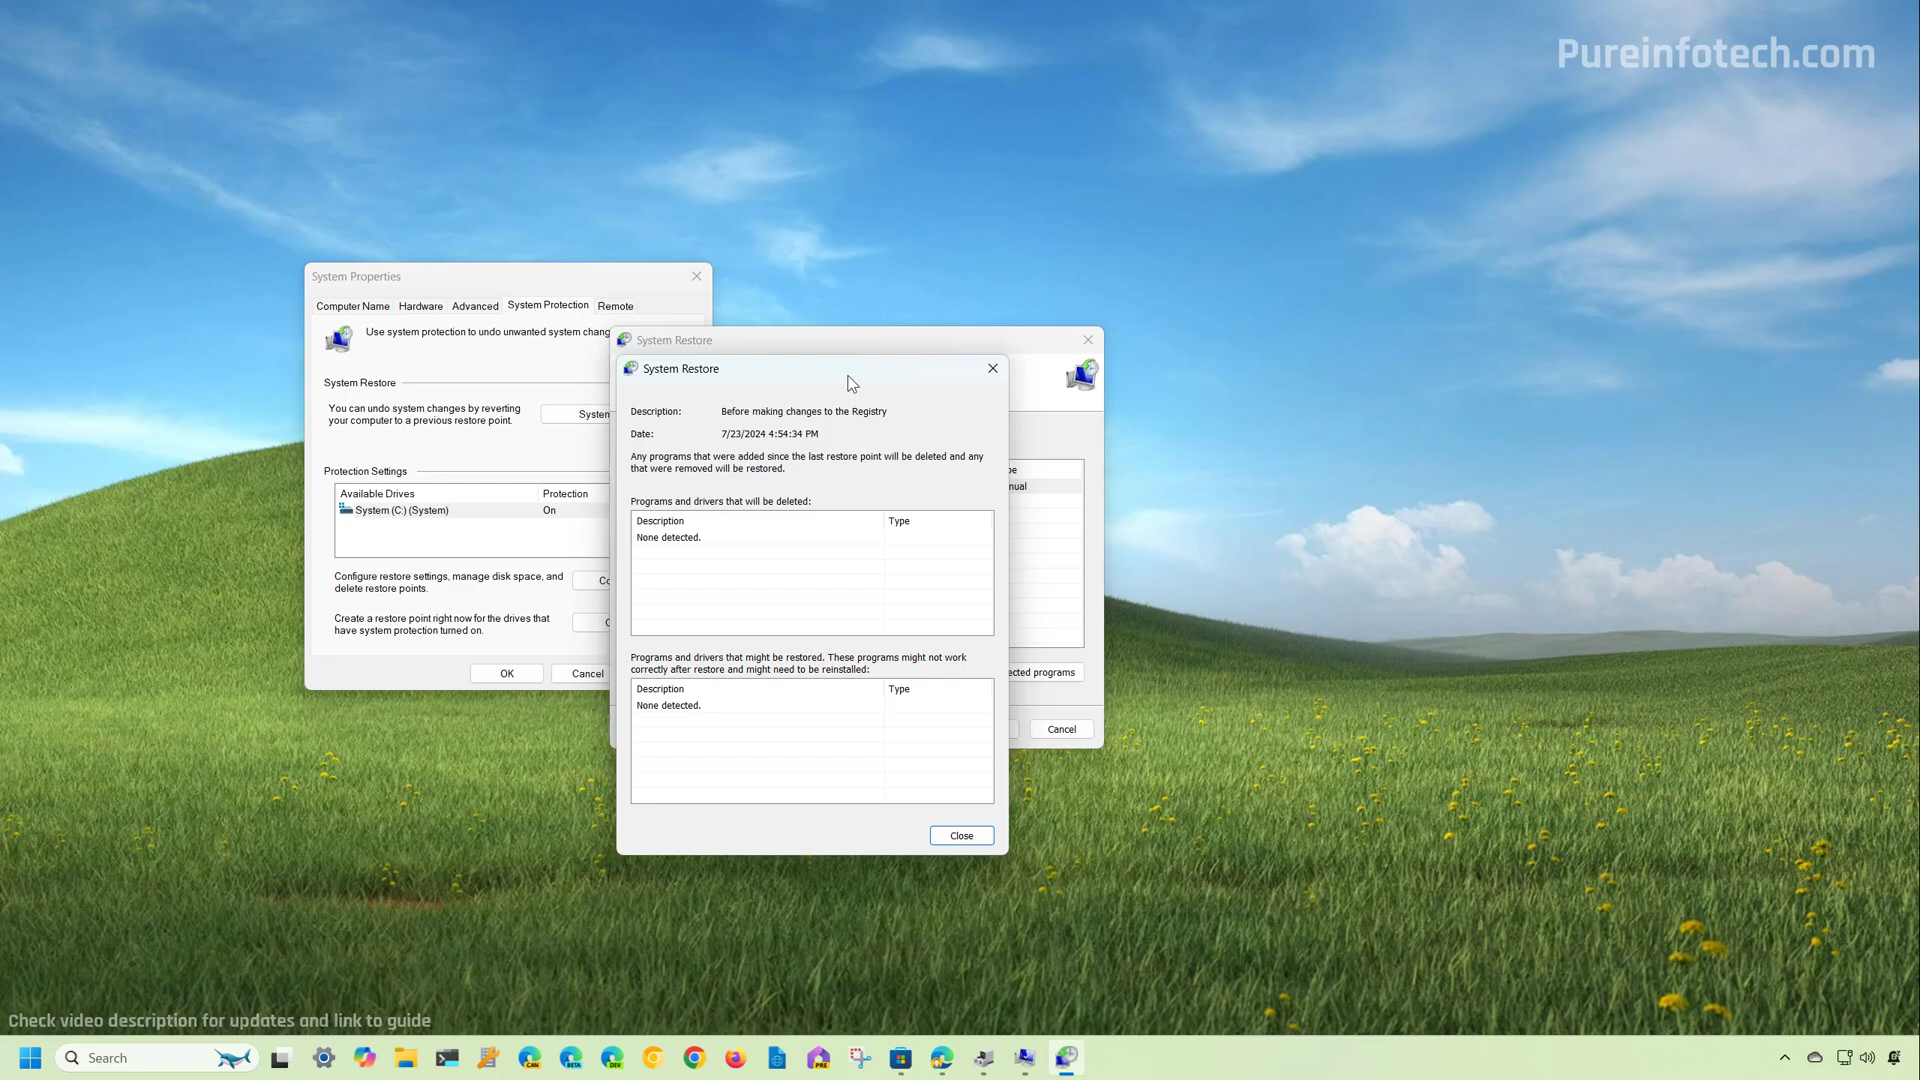 Pureinfotech.com
System Properties
Computer Name Hardware Advanced System Protection Remote
Use system protection to undo unwanted system
System Restore
You can undo system changes by reverting
your computer to a previous restore point.
System
Protection Settings
Available Drives Protection
System (C:) (System) On
Configure restore settings, manage disk space, and
delete restore points.
Create a restore point right now for the drives that
have system protection turned on.
OK Cancel
System Restore
System Restore
Description: Before making changes to the Registry
Date: 7/23/2024 4:54:34 PM
Any programs that were added since the last restore point will be deleted and any
that were removed will be restored.
Programs and drivers that will be deleted:
Description Type
None detected.
Programs and drivers that might be restored. These programs might not work
correctly after restore and might need to be reinstalled:
Description Type
None detected.
Close
programs
Cancel
Check video description for updates and link to guide
Search
CAN
BETA
DEV
PRE